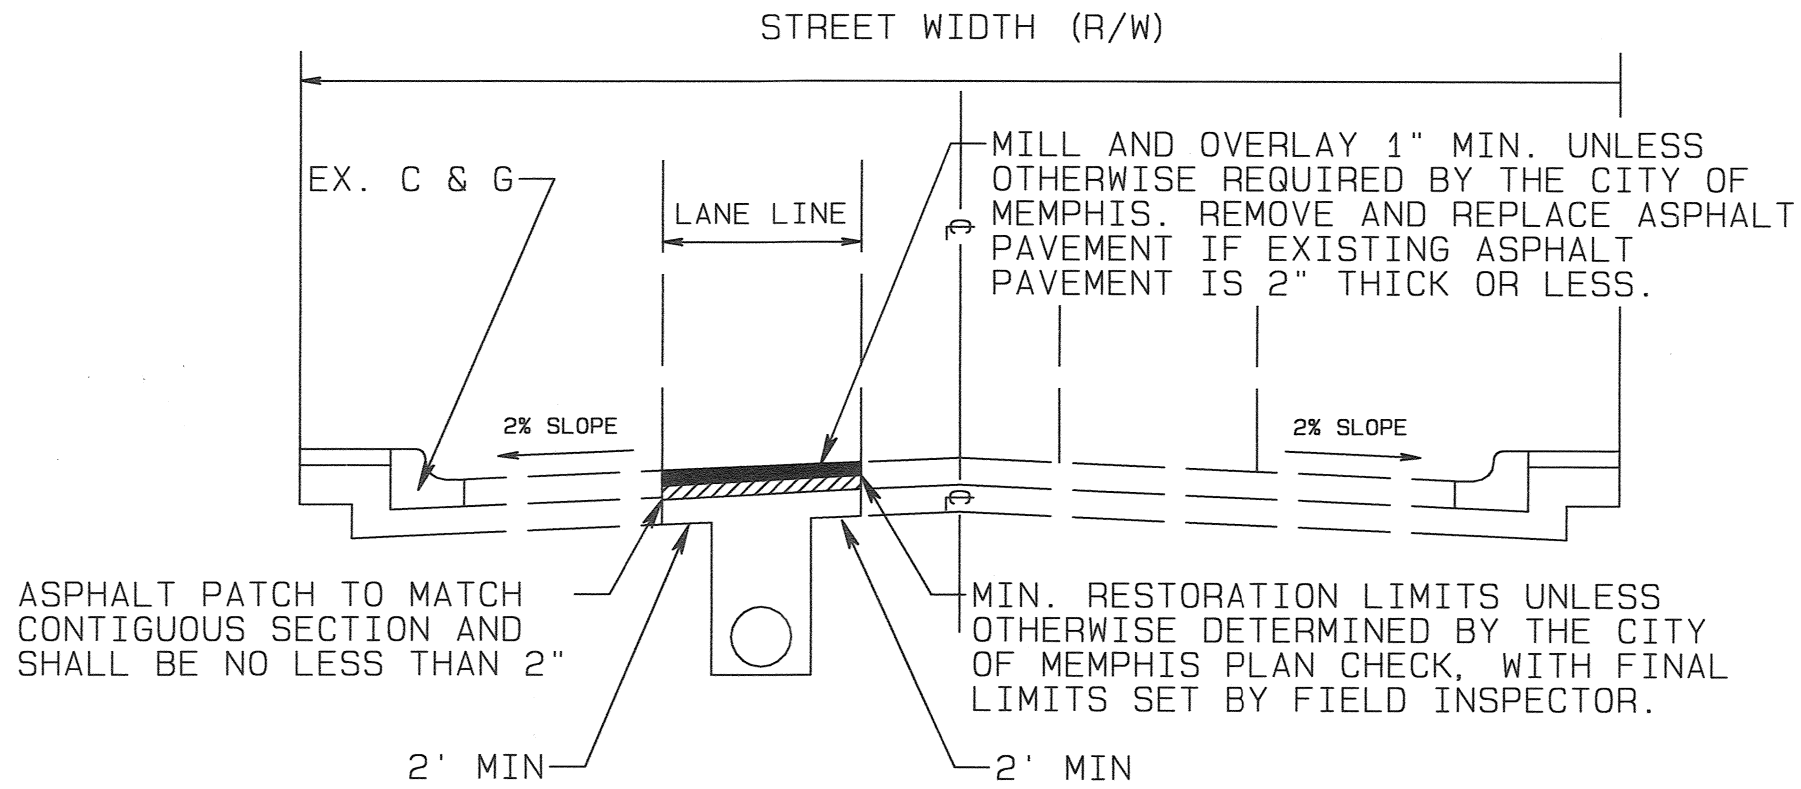 STREET WIDTH (R/W)
MILL AND OVERLAY 1" MIN. UNLESS
OTHERWISE REQUIRED BY THE CITY OF
MEMPHIS. REMOVE AND REPLACE ASPHALT
PAVEMENT IF EXISTING ASPHALT
PAVEMENT IS 2" THICK OR LESS.
EX. C & G
LANE LINE
℄
2% SLOPE
2% SLOPE
℄
ASPHALT PATCH TO MATCH
CONTIGUOUS SECTION AND
SHALL BE NO LESS THAN 2"
MIN. RESTORATION LIMITS UNLESS
OTHERWISE DETERMINED BY THE CITY
OF MEMPHIS PLAN CHECK, WITH FINAL
LIMITS SET BY FIELD INSPECTOR.
2' MIN
2' MIN